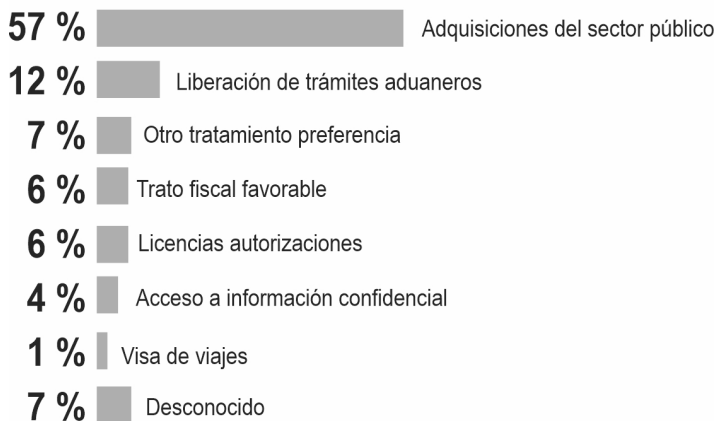 57 % Adquisiciones del sector público
12 % Liberación de trámites aduaneros
7 % Otro tratamiento preferencia
6 % Trato fiscal favorable
6 % Licencias autorizaciones
4 % Acceso a información confidencial
1 % Visa de viajes
7 % Desconocido